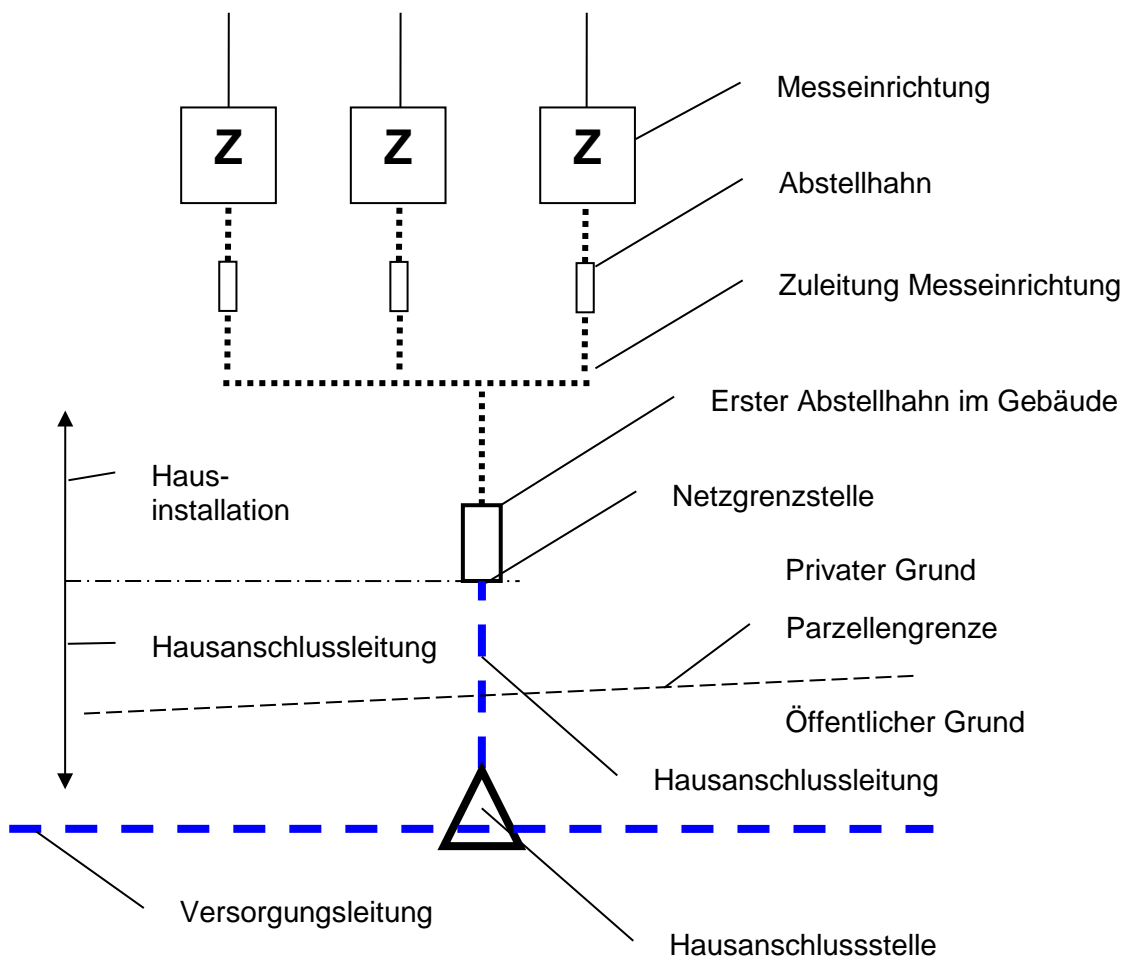 Z Z Z
Messeinrichtung
Abstellhahn
Zuleitung Messeinrichtung
Erster Abstellhahn im Gebäude
Haus-
installation
Netzgrenzstelle
Privater Grund
Parzellengrenze
Hausanschlussleitung
Öffentlicher Grund
Hausanschlussleitung
Versorgungsleitung
Hausanschlussstelle